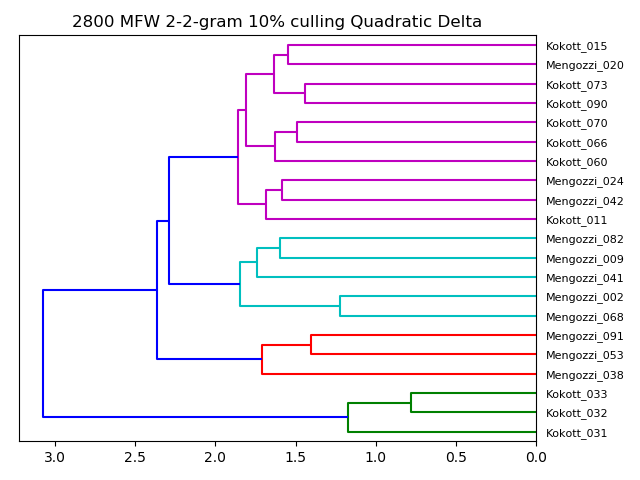 2800 MFW 2-2-gram 10% culling Quadratic Delta
Kokott_015
Mengozzi_020
Kokott_073
Kokott_090
Kokott_070
Kokott_066
Kokott_060
Mengozzi_024
Mengozzi_042
Kokott_011
Mengozzi_082
Mengozzi_009
Mengozzi_041
Mengozzi_002
Mengozzi_068
Mengozzi_091
Mengozzi_053
Mengozzi_038
Kokott_033
Kokott_032
Kokott_031
3.0 2.5 2.0 1.5 1.0 0.5 0.0